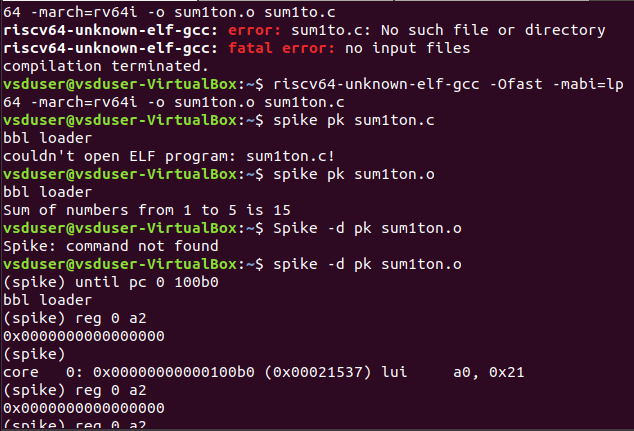 64 -march=rv64i -o sum1ton.o sum1to.c
riscv64-unknown-elf-gcc: error: sum1to.c: No such file or directory
riscv64-unknown-elf-gcc: fatal error: no input files
compilation terminated.
vsduser@vsduser-VirtualBox:~$ riscv64-unknown-elf-gcc -Ofast -mabi=lp
64 -march=rv64i -o sum1ton.o sum1ton.c
vsduser@vsduser-VirtualBox:~$ spike pk sum1ton.c
bbl loader
couldn't open ELF program: sum1ton.c!
vsduser@vsduser-VirtualBox:~$ spike pk sum1ton.o
bbl loader
Sum of numbers from 1 to 5 is 15
vsduser@vsduser-VirtualBox:~$ Spike -d pk sum1ton.o
Spike: command not found
vsduser@vsduser-VirtualBox:~$ spike -d pk sum1ton.o
(spike) until pc 0 100b0
bbl loader
(spike) reg 0 a2
0x0000000000000000
(spike)
core   0: 0x00000000000100b0 (0x00021537) lui     a0, 0x21
(spike) reg 0 a2
0x0000000000000000
(spike) reg 0 a2